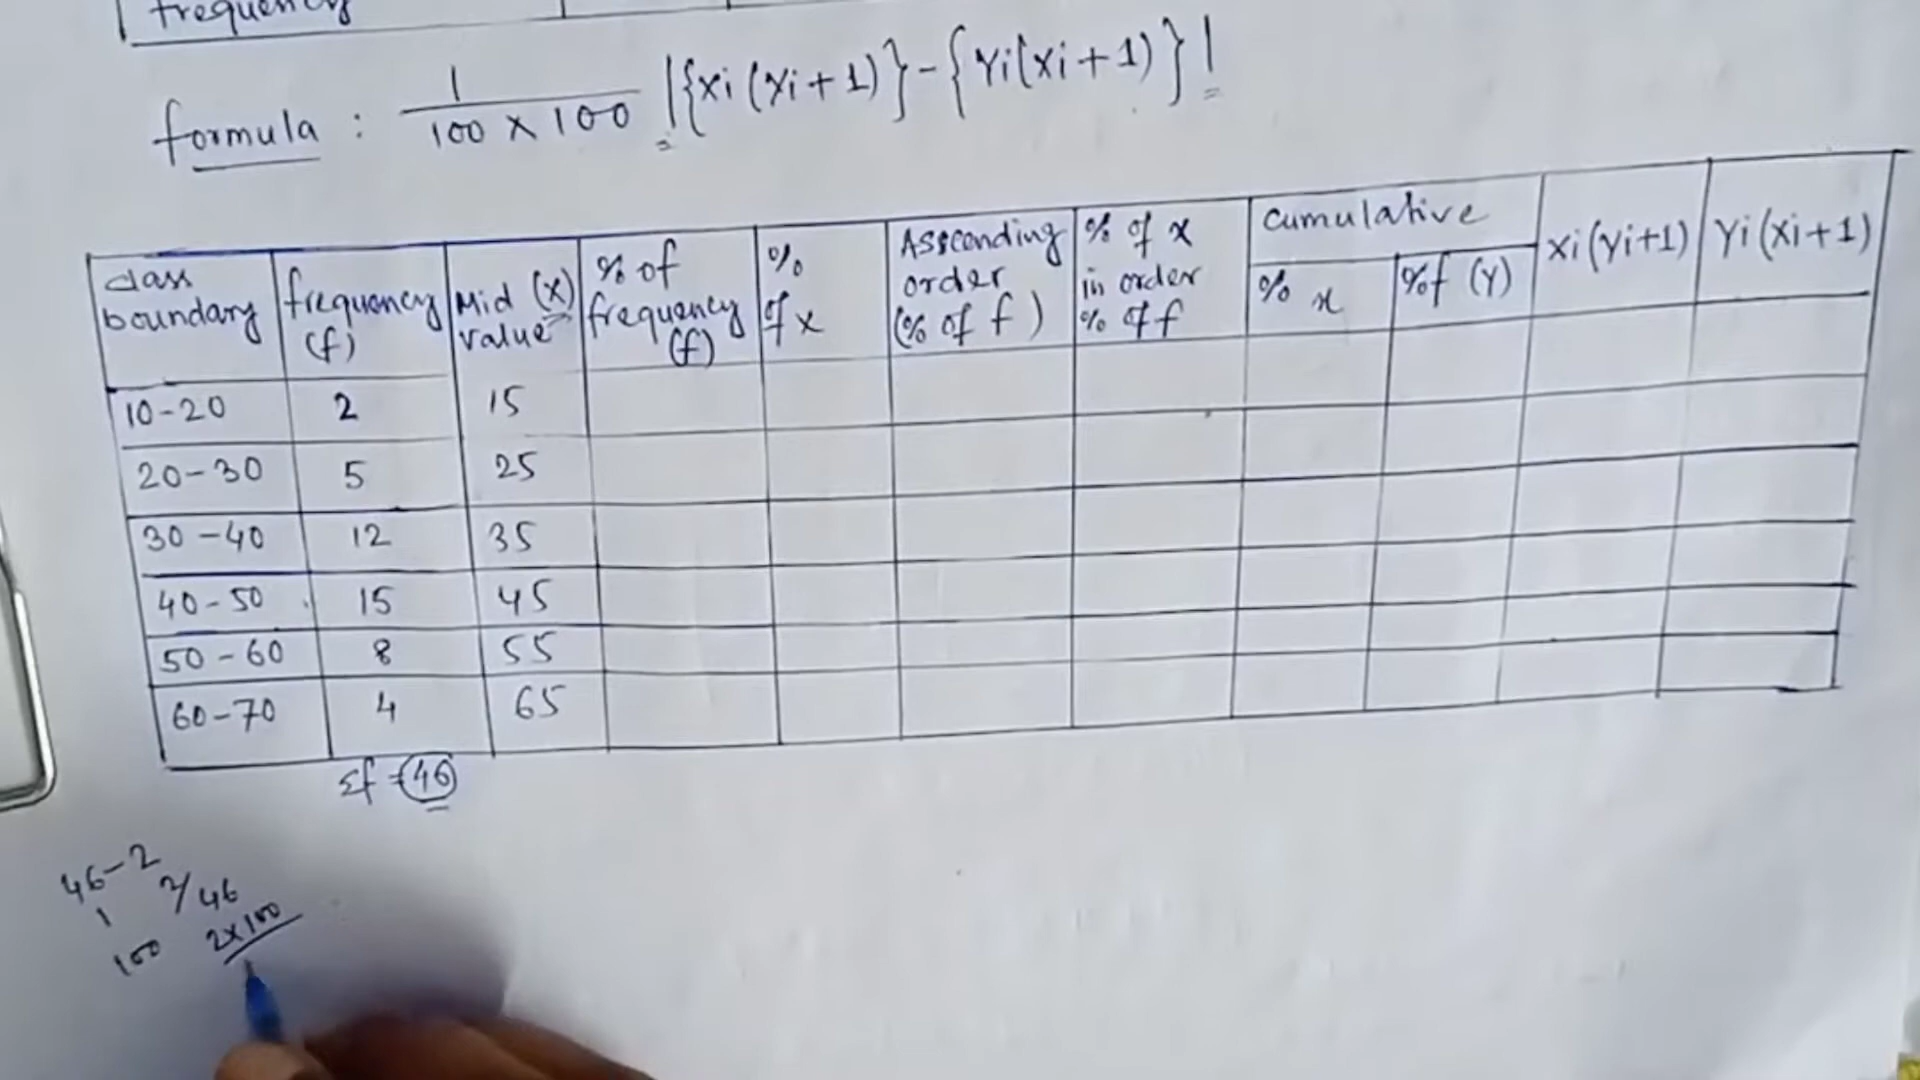 frequency
formula : 1 / 100 × 100 |{xi (yi + 1)} - {Yi(xi + 1)}|
class boundary | frequency (f) | Mid (x) value | % of frequency (f) | % of x | Asscending order (% of f) | % of x in order % of f | cumulative % x | %f (Y) | xi (yi+1) | Yi (xi+1)
10-20 2 15
20-30 5 25
30-40 12 35
40-50 15 45
50-60 8 55
60-70 4 65
Σf = 46
46-2
1 2/46
100 2×100